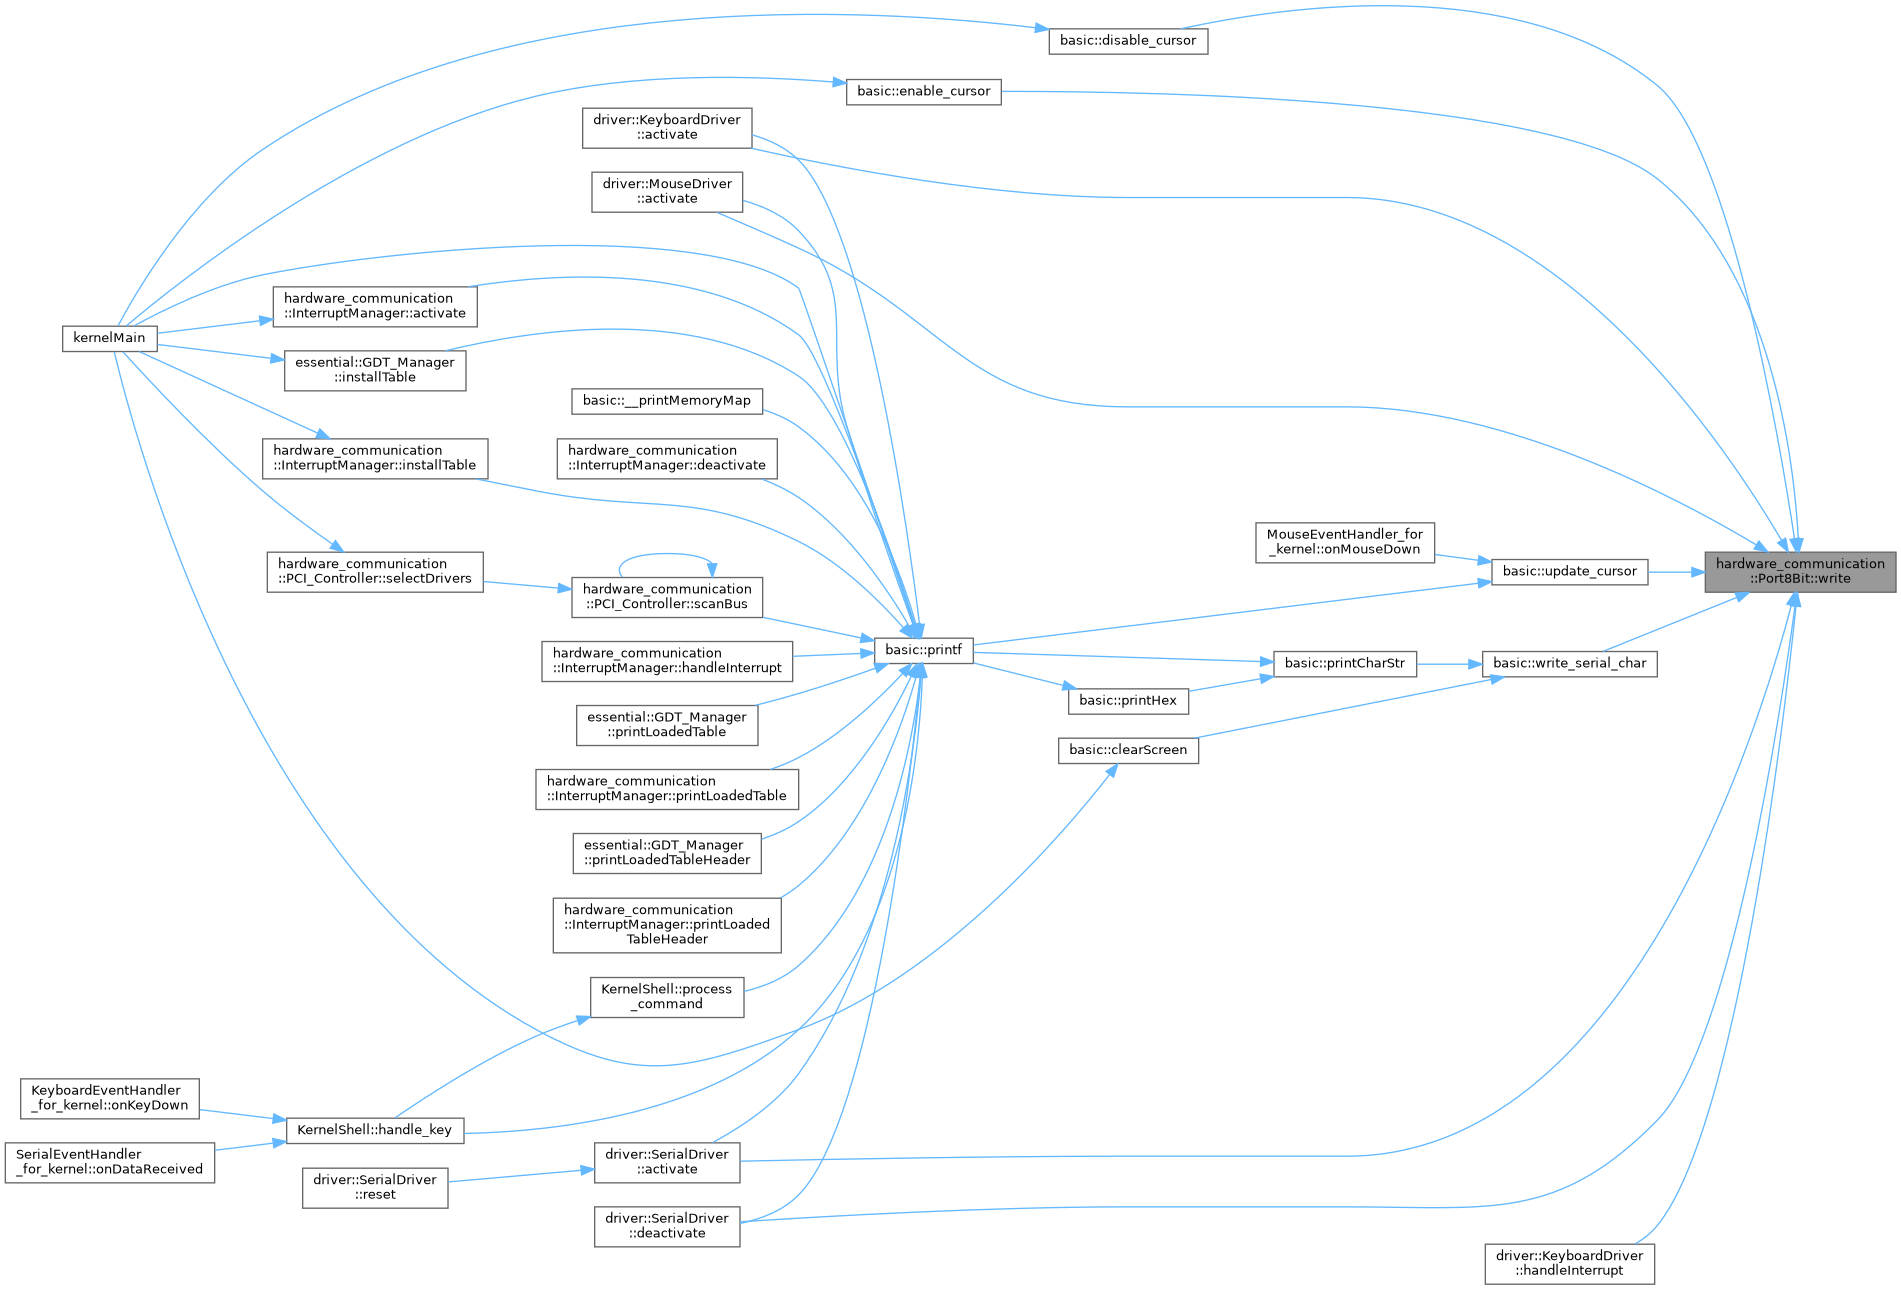 basic::disable_cursor
basic::enable_cursor
driver::KeyboardDriver
::activate
driver::MouseDriver
::activate
hardware_communication
::InterruptManager::activate
kernelMain
essential::GDT_Manager
::installTable
basic::__printMemoryMap
hardware_communication
::InterruptManager::deactivate
hardware_communication
::InterruptManager::installTable
MouseEventHandler_for
_kernel::onMouseDown
hardware_communication
::PCI_Controller::selectDrivers
hardware_communication
::PCI_Controller::scanBus
basic::update_cursor
hardware_communication
::Port8Bit::write
basic::printf
hardware_communication
::InterruptManager::handleInterrupt
basic::printCharStr
basic::write_serial_char
basic::printHex
essential::GDT_Manager
::printLoadedTable
basic::clearScreen
hardware_communication
::InterruptManager::printLoadedTable
essential::GDT_Manager
::printLoadedTableHeader
hardware_communication
::InterruptManager::printLoaded
TableHeader
KernelShell::process
_command
KeyboardEventHandler
_for_kernel::onKeyDown
KernelShell::handle_key
SerialEventHandler
_for_kernel::onDataReceived
driver::SerialDriver
::activate
driver::SerialDriver
::reset
driver::SerialDriver
::deactivate
driver::KeyboardDriver
::handleInterrupt